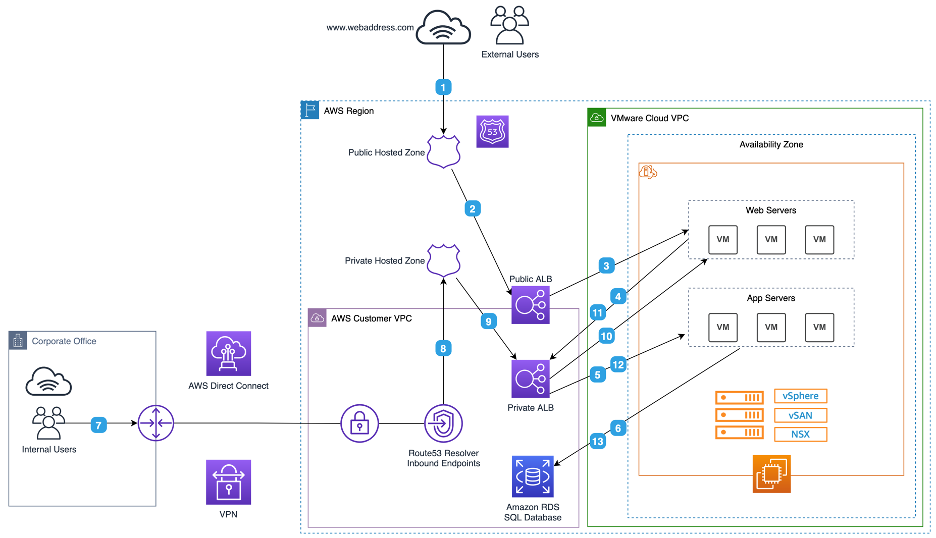 www.webaddress.com
External Users
1
AWS Region
53
VMware Cloud VPC
Public Hosted Zone
Availability Zone
2
Web Servers
VM
VM
VM
Private Hosted Zone
3
Public ALB
4
11
App Servers
AWS Customer VPC
9
10
VM
VM
VM
Corporate Office
8
5
12
AWS Direct Connect
Private ALB
vSphere
vSAN
NSX
7
6
13
Internal Users
Route53 Resolver
Inbound Endpoints
VPN
Amazon RDS
SQL Database